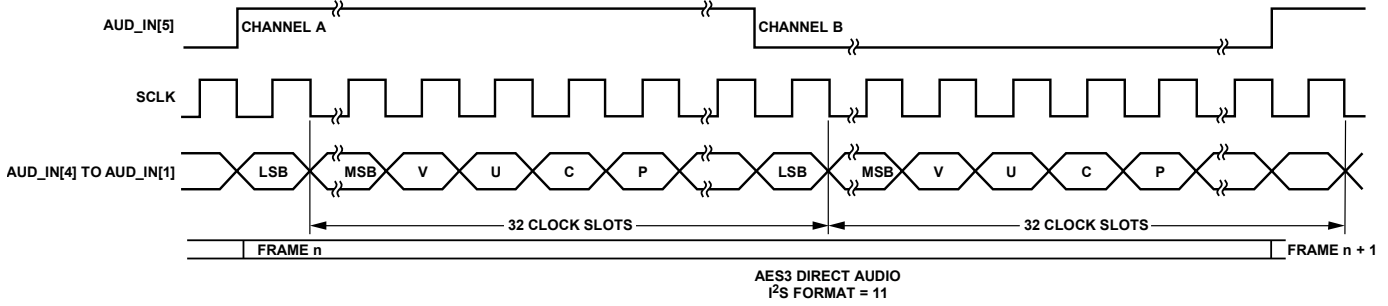 AUD_IN[5]
CHANNEL A
CHANNEL B
SCLK
AUD_IN[4] TO AUD_IN[1]
LSB
MSB
V
U
C
P
LSB
MSB
V
U
C
P
32 CLOCK SLOTS
32 CLOCK SLOTS
FRAME n
FRAME n + 1
AES3 DIRECT AUDIO
I²S FORMAT = 11